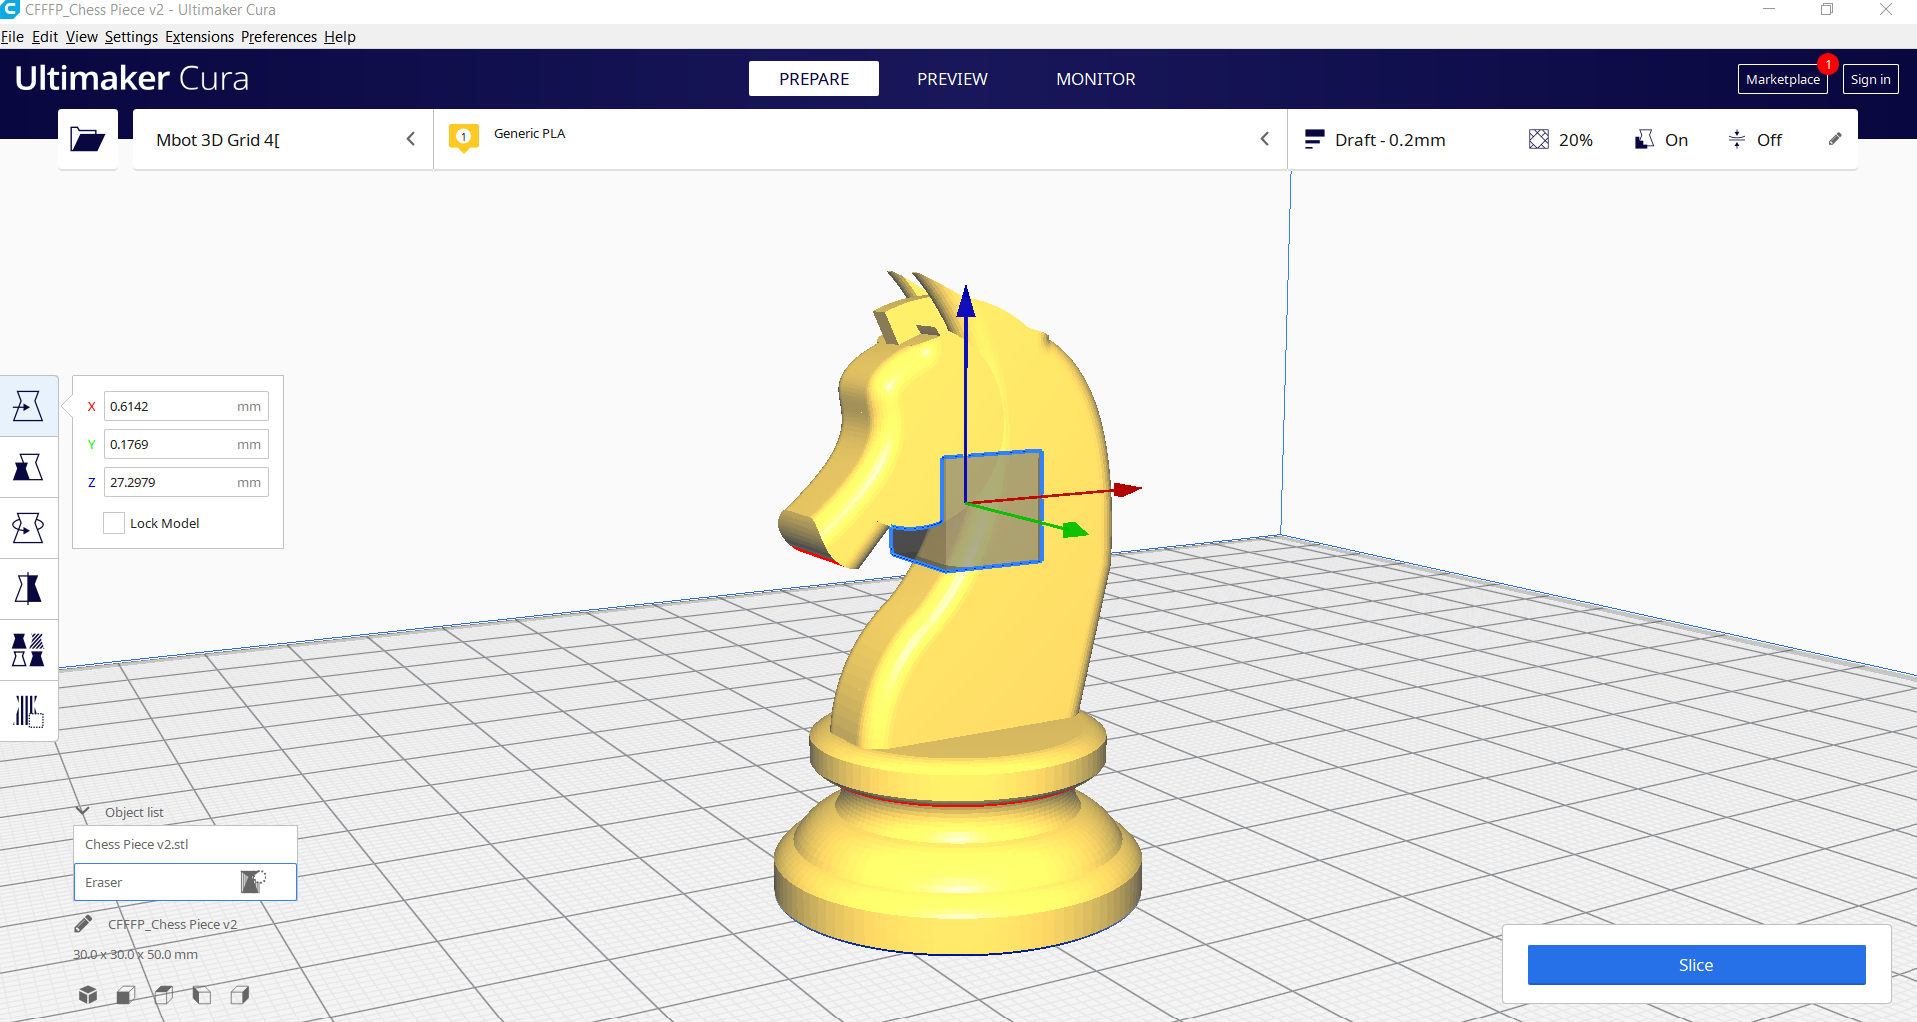 CFFFP_Chess Piece v2 - Ultimaker Cura
File Edit View Settings Extensions Preferences Help
Ultimaker Cura
PREPARE
PREVIEW
MONITOR
Marketplace
1
Sign in
Mbot 3D Grid 4[
1
Generic PLA
Draft - 0.2mm
20%
On
Off
X 0.6142 mm
Y 0.1769 mm
Z 27.2979 mm
Lock Model
Object list
Chess Piece v2.stl
Eraser
CFFFP_Chess Piece v2
30.0 x 30.0 x 50.0 mm
Slice